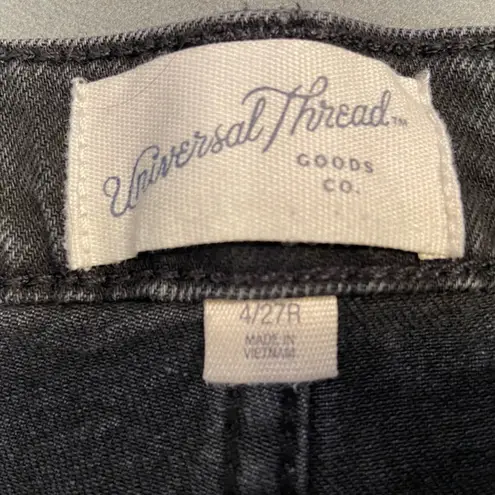 Universal Thread™
GOODS
CO.
4/27R
MADE IN
VIETNAM